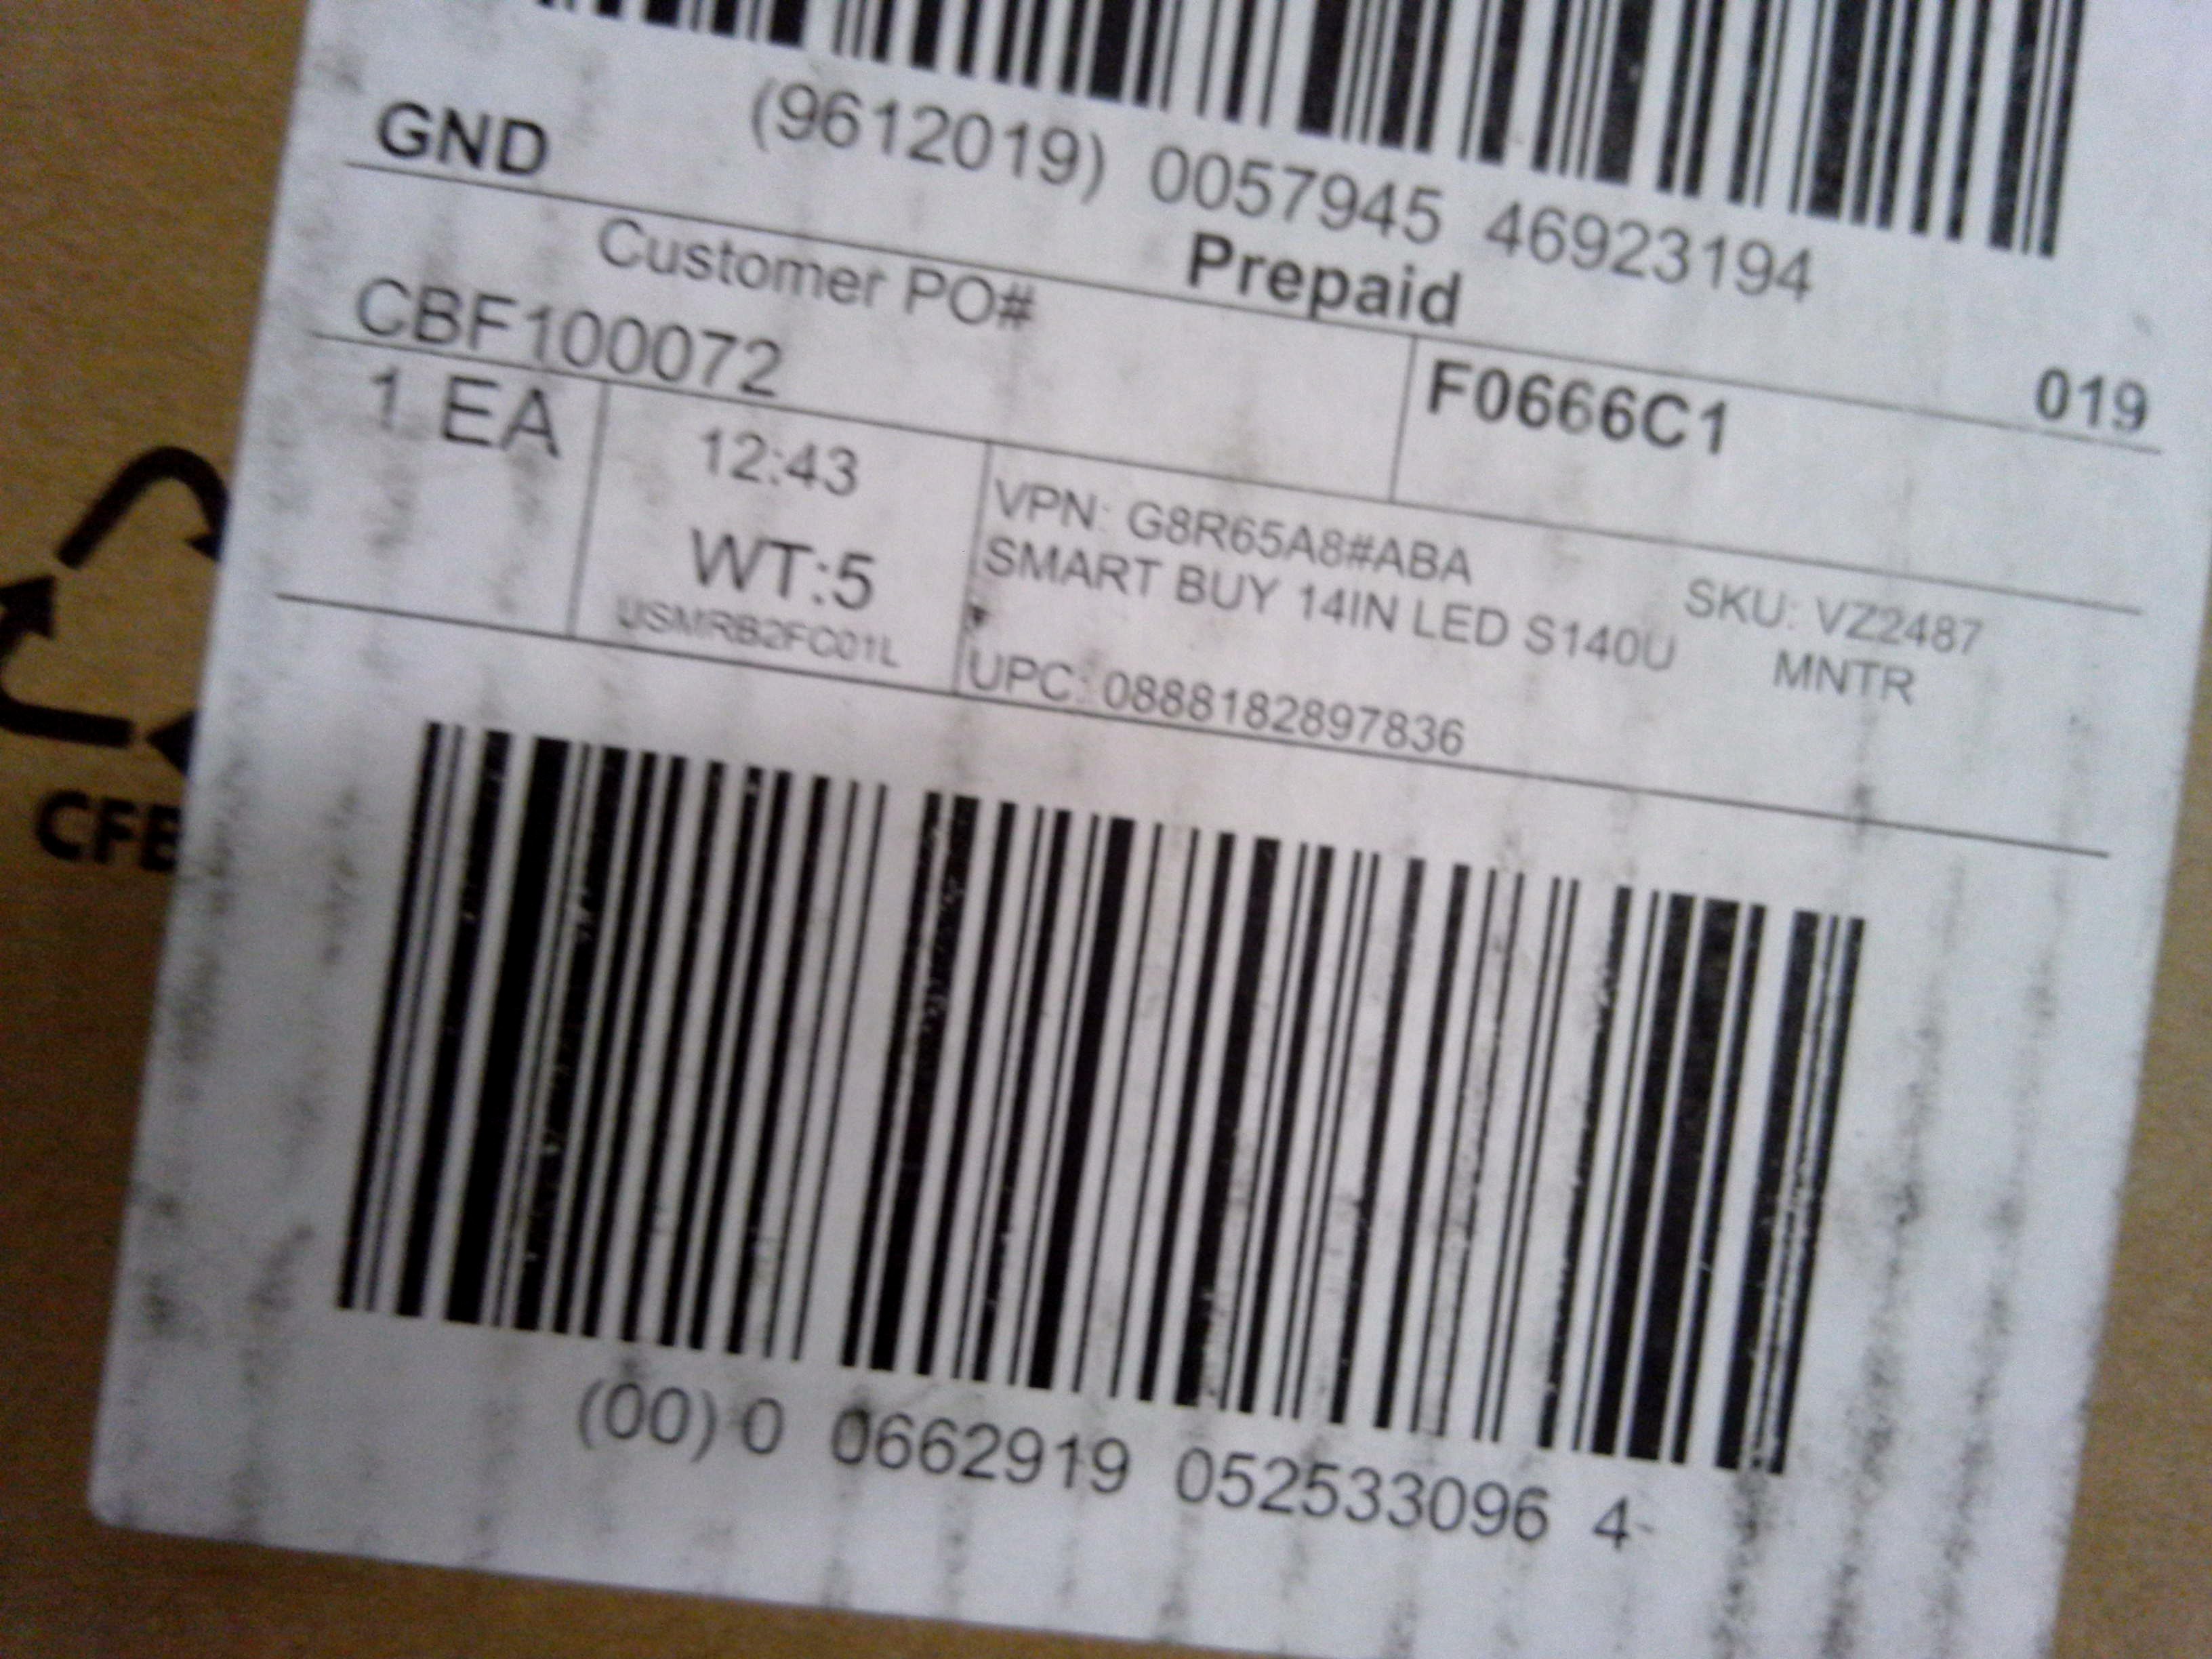 (9612019) 0057945 46923194
GND Prepaid 019
Customer PO#
CBF100072
F0666C1
1 EA
12:43
WT:5
USMRB2FC01L
VPN: G8R65A8#ABA SKU: VZ2487
SMART BUY 14IN LED S140U MNTR
UPC: 0888182897836
(00) 0 0662919 052533096 4